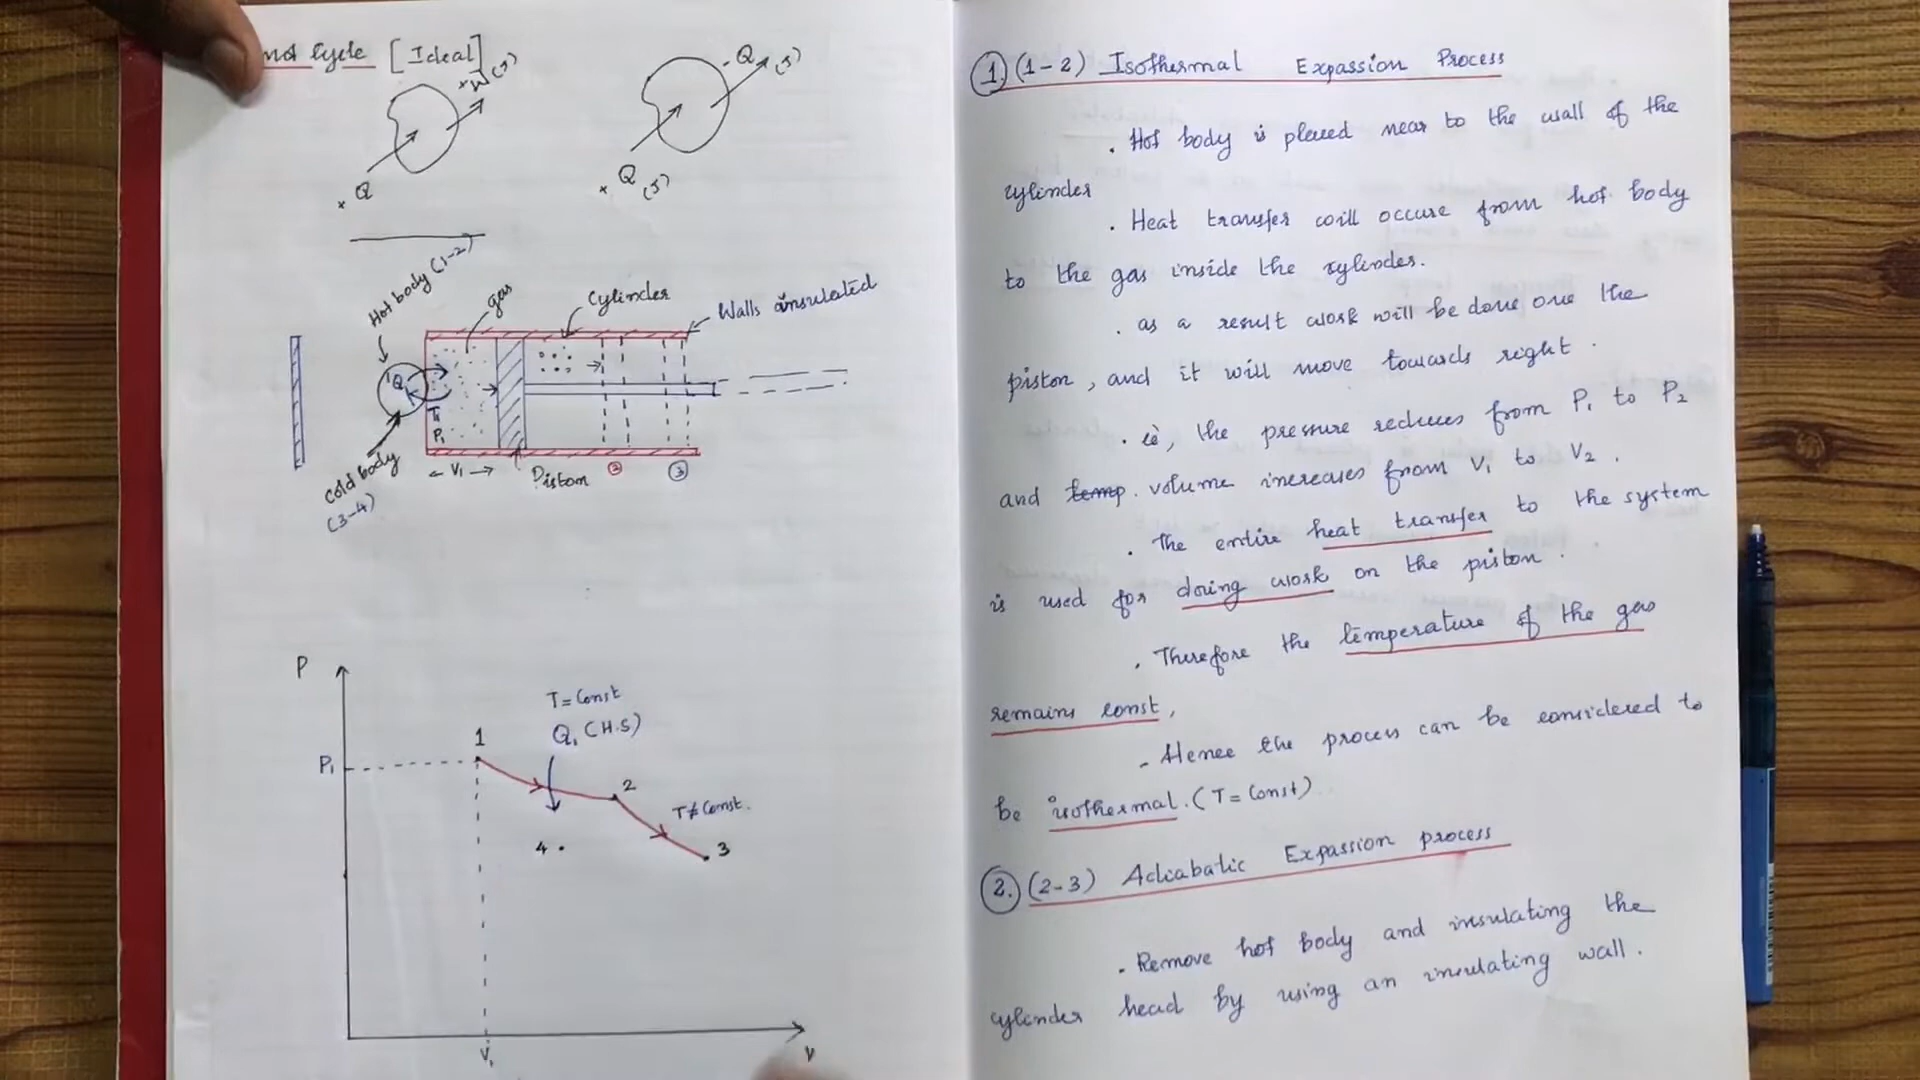 not Cycle [Ideal]
+W (J)
+ Q
- Q (J)
+ Q (J)
Hot body (1-2)
gas
Cylinder
Walls insulated
Q
T1
P1
Cold body
(3-4)
← V1 →
Piston
②
③
P
T = Const
Q1 (H.S)
1
P1
2
T ≠ Const.
4 .
3
V1
V
①. (1-2) Isothermal Expassion Process
. Hot body is placed near to the wall of the
cylinder
. Heat transfer will occure from hot body
to the gas inside the cylinder.
. as a result work will be done one the
piston, and it will move towards right.
. ie, the pressure reduces from P1 to P2
and temp. volume increases from V1 to V2.
. The entire heat transfer to the system
is used for doing work on the piston.
. Therefore the temperature of the gas
remains const,
- Hence the process can be considered to
be isothermal. (T = Const)
②. (2-3) Adiabatic Expassion process
. Remove hot body and insulating the
cylinder head by using an insulating wall.